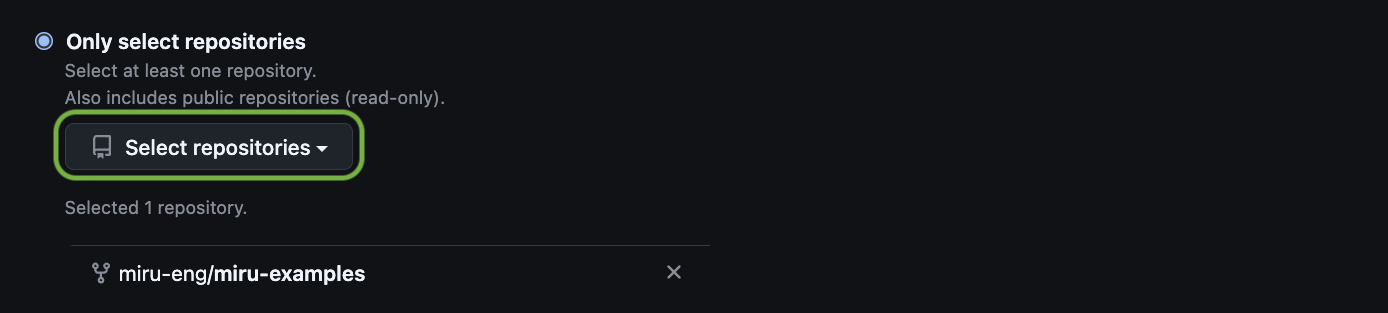 Only select repositories
Select at least one repository.
Also includes public repositories (read-only).
Select repositories
Selected 1 repository.
miru-eng/miru-examples